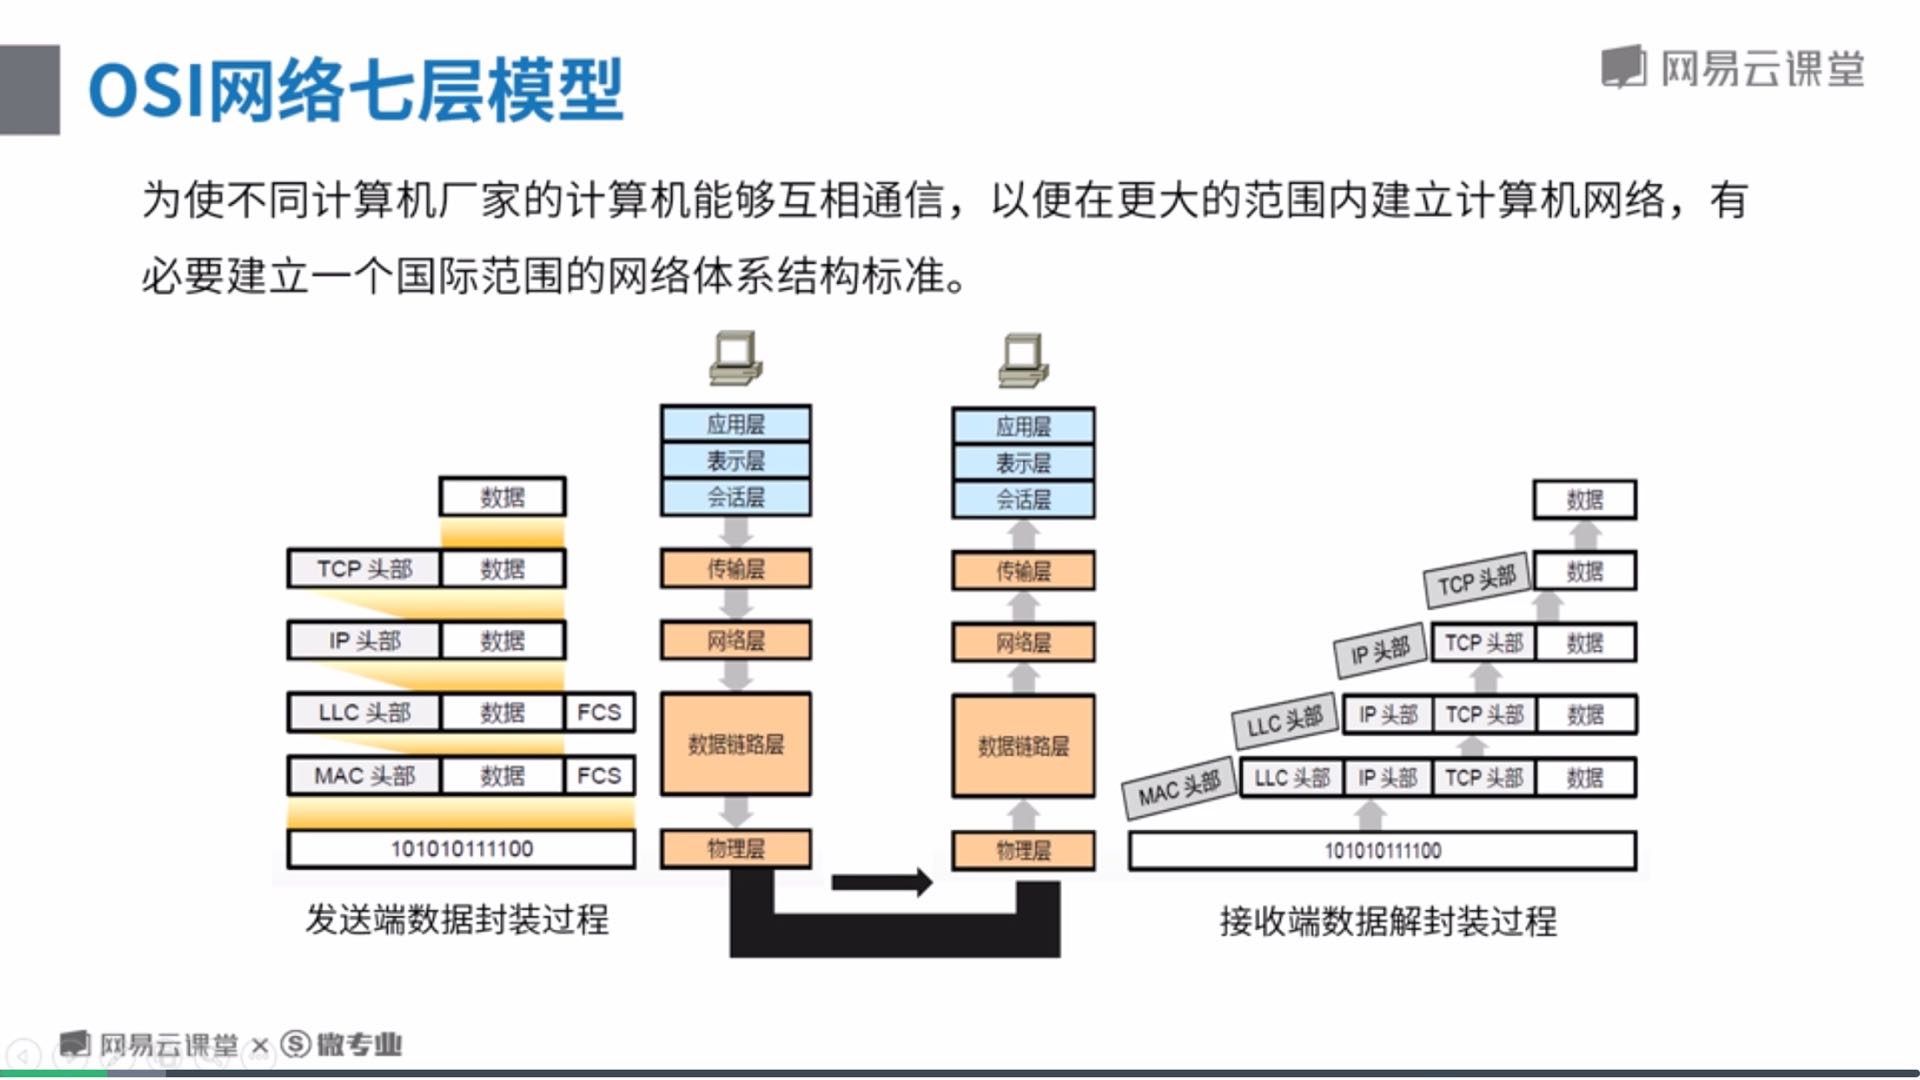 OSI网络七层模型
网易云课堂
为使不同计算机厂家的计算机能够互相通信，以便在更大的范围内建立计算机网络，有
必要建立一个国际范围的网络体系结构标准。
数据
TCP 头部 数据
IP 头部 数据
LLC 头部 数据 FCS
MAC 头部 数据 FCS
101010111100
发送端数据封装过程
应用层
表示层
会话层
传输层
网络层
数据链路层
物理层
应用层
表示层
会话层
传输层
网络层
数据链路层
物理层
数据
TCP 头部 数据
IP 头部 TCP 头部 数据
LLC 头部 IP 头部 TCP 头部 数据
MAC 头部 LLC 头部 IP 头部 TCP 头部 数据
101010111100
接收端数据解封装过程
网易云课堂 × S 微专业